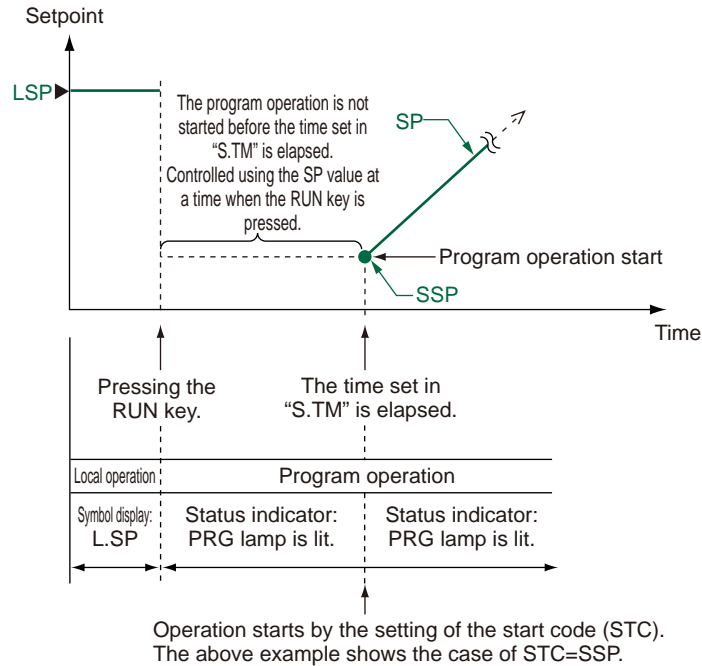 Setpoint
LSP
The program operation is not
started before the time set in
“S.TM” is elapsed.
Controlled using the SP value at
a time when the RUN key is
pressed.
SP
Program operation start
SSP
Time
Pressing the
RUN key.
The time set in
“S.TM” is elapsed.
Local operation
Program operation
Symbol display:
L.SP
Status indicator:
PRG lamp is lit.
Status indicator:
PRG lamp is lit.
Operation starts by the setting of the start code (STC).
The above example shows the case of STC=SSP.